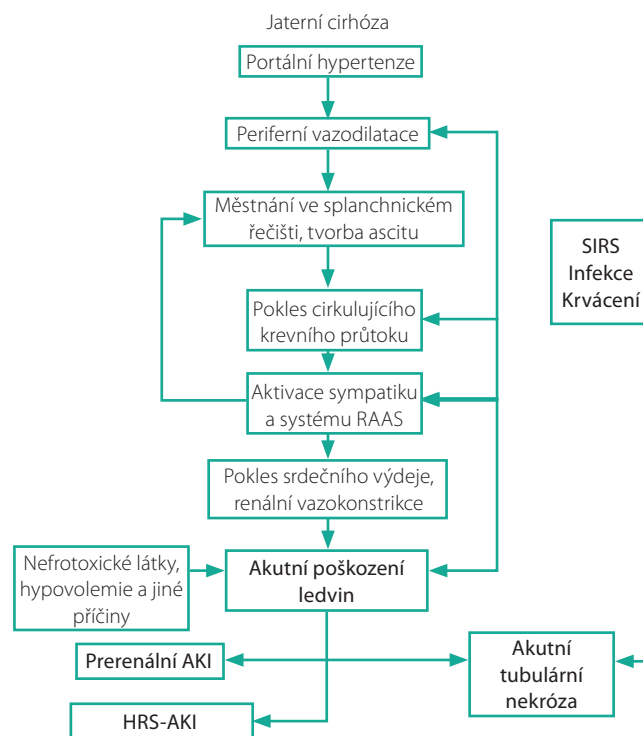 Jaterní cirhóza
Portální hypertenze
Periferní vazodilatace
Městnání ve splanchnickém
řečišti, tvorba ascitu
SIRS
Infekce
Krvácení
Pokles cirkulujícího
krevního průtoku
Aktivace sympatiku
a systému RAAS
Pokles srdečního výdeje,
renální vazokonstrikce
Nefrotoxické látky,
hypovolemie a jiné
příčiny
Akutní poškození
ledvin
Prerenální AKI
Akutní
tubulární
nekróza
HRS-AKI